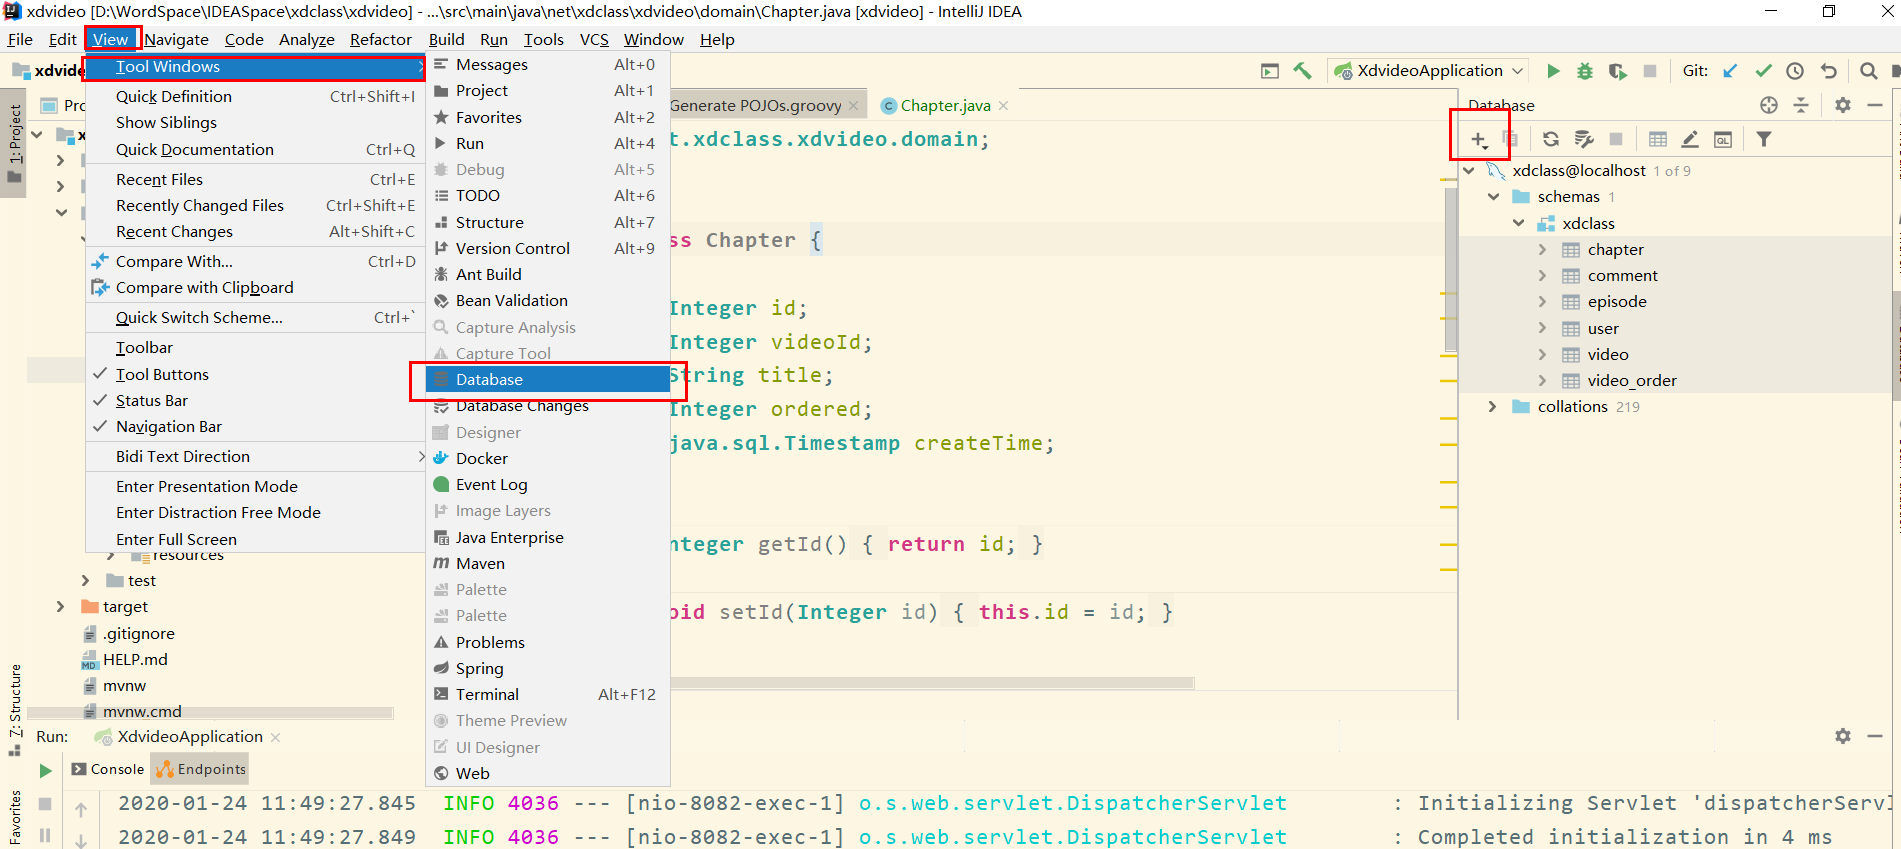 xdvideo [D:\WordSpace\IDEASpace\xdclass\xdvideo] - ...\src\main\java\net\xdclass\xdvideo\domain\Chapter.java [xdvideo] - IntelliJ IDEA
File Edit View Navigate Code Analyze Refactor Build Run Tools VCS Window Help
xdvide
XdvideoApplication
Git:
Tool Windows
Quick Definition Ctrl+Shift+I
Show Siblings
Quick Documentation Ctrl+Q
Recent Files Ctrl+E
Recently Changed Files Ctrl+Shift+E
Recent Changes Alt+Shift+C
Compare With... Ctrl+D
Compare with Clipboard
Quick Switch Scheme... Ctrl+`
Toolbar
Tool Buttons
Status Bar
Navigation Bar
Bidi Text Direction
Enter Presentation Mode
Enter Distraction Free Mode
Enter Full Screen
Messages Alt+0
Project Alt+1
Favorites Alt+2
Run Alt+4
Debug Alt+5
TODO Alt+6
Structure Alt+7
Version Control Alt+9
Ant Build
Bean Validation
Capture Analysis
Capture Tool
Database
Database Changes
Designer
Docker
Event Log
Image Layers
Java Enterprise
Maven
Palette
Palette
Problems
Spring
Terminal Alt+F12
Theme Preview
UI Designer
Web
1: Project
Pro
x
resources
test
target
.gitignore
HELP.md
mvnw
mvnw.cmd
7: Structure
Favorites
Generate POJOs.groovy
Chapter.java
t.xdclass.xdvideo.domain;
ss Chapter {
Integer id;
Integer videoId;
String title;
Integer ordered;
java.sql.Timestamp createTime;
nteger getId() { return id; }
oid setId(Integer id) { this.id = id; }
Database
QL
xdclass@localhost 1 of 9
schemas 1
xdclass
chapter
comment
episode
user
video
video_order
collations 219
Run: XdvideoApplication
Console Endpoints
2020-01-24 11:49:27.845 INFO 4036 --- [nio-8082-exec-1] o.s.web.servlet.DispatcherServlet : Initializing Servlet 'dispatcherServl
2020-01-24 11:49:27.849 INFO 4036 --- [nio-8082-exec-1] o.s.web.servlet.DispatcherServlet : Completed initialization in 4 ms